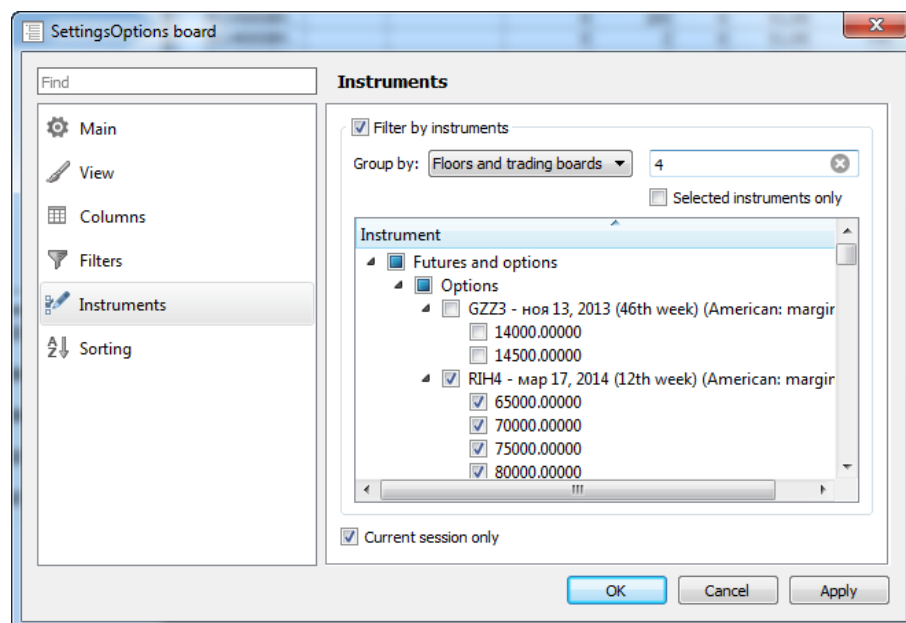 SettingsOptions board
Find
Main
View
Columns
Filters
Instruments
Sorting
Instruments
Filter by instruments
Group by: Floors and trading boards 4
Selected instruments only
Instrument
Futures and options
Options
GZZ3 - ноя 13, 2013 (46th week) (American: margir
14000.00000
14500.00000
RIH4 - мар 17, 2014 (12th week) (American: margin
65000.00000
70000.00000
75000.00000
80000.00000
Current session only
OK Cancel Apply